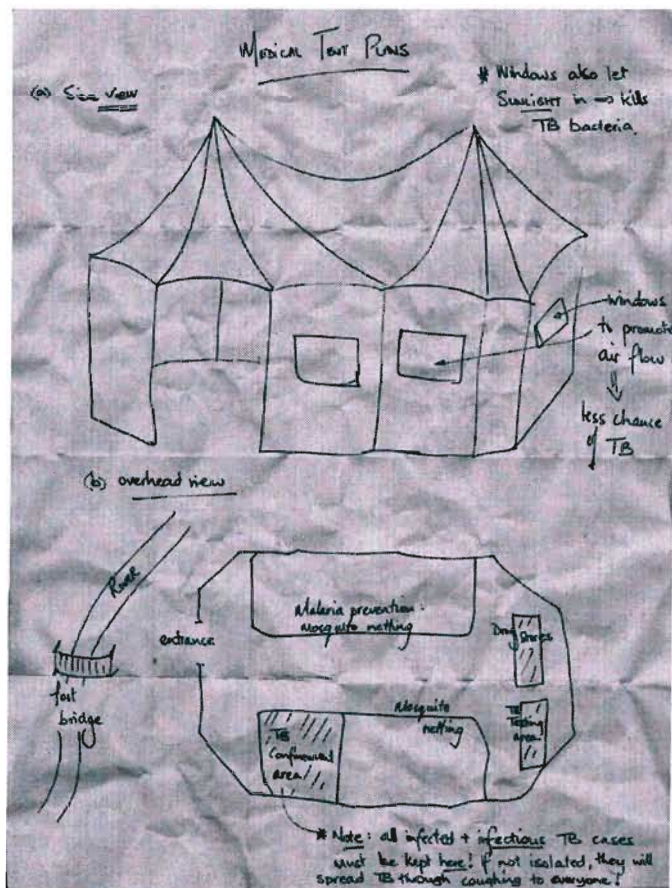 MEDICAL TENT PLANS
(a) Side view
* Windows also let
SUNLIGHT in => kills
TB bacteria.
windows
to promote
air flow
less chance
of TB
(b) overhead view
River
entrance
foot
bridge
Malaria prevention:
Mosquito netting
Drug Stores
Mosquito
netting
TB
Testing
area
TB
Confinement
area
* Note: all infected + infectious TB cases
must be kept here! If not isolated, they will
spread TB through coughing to everyone!